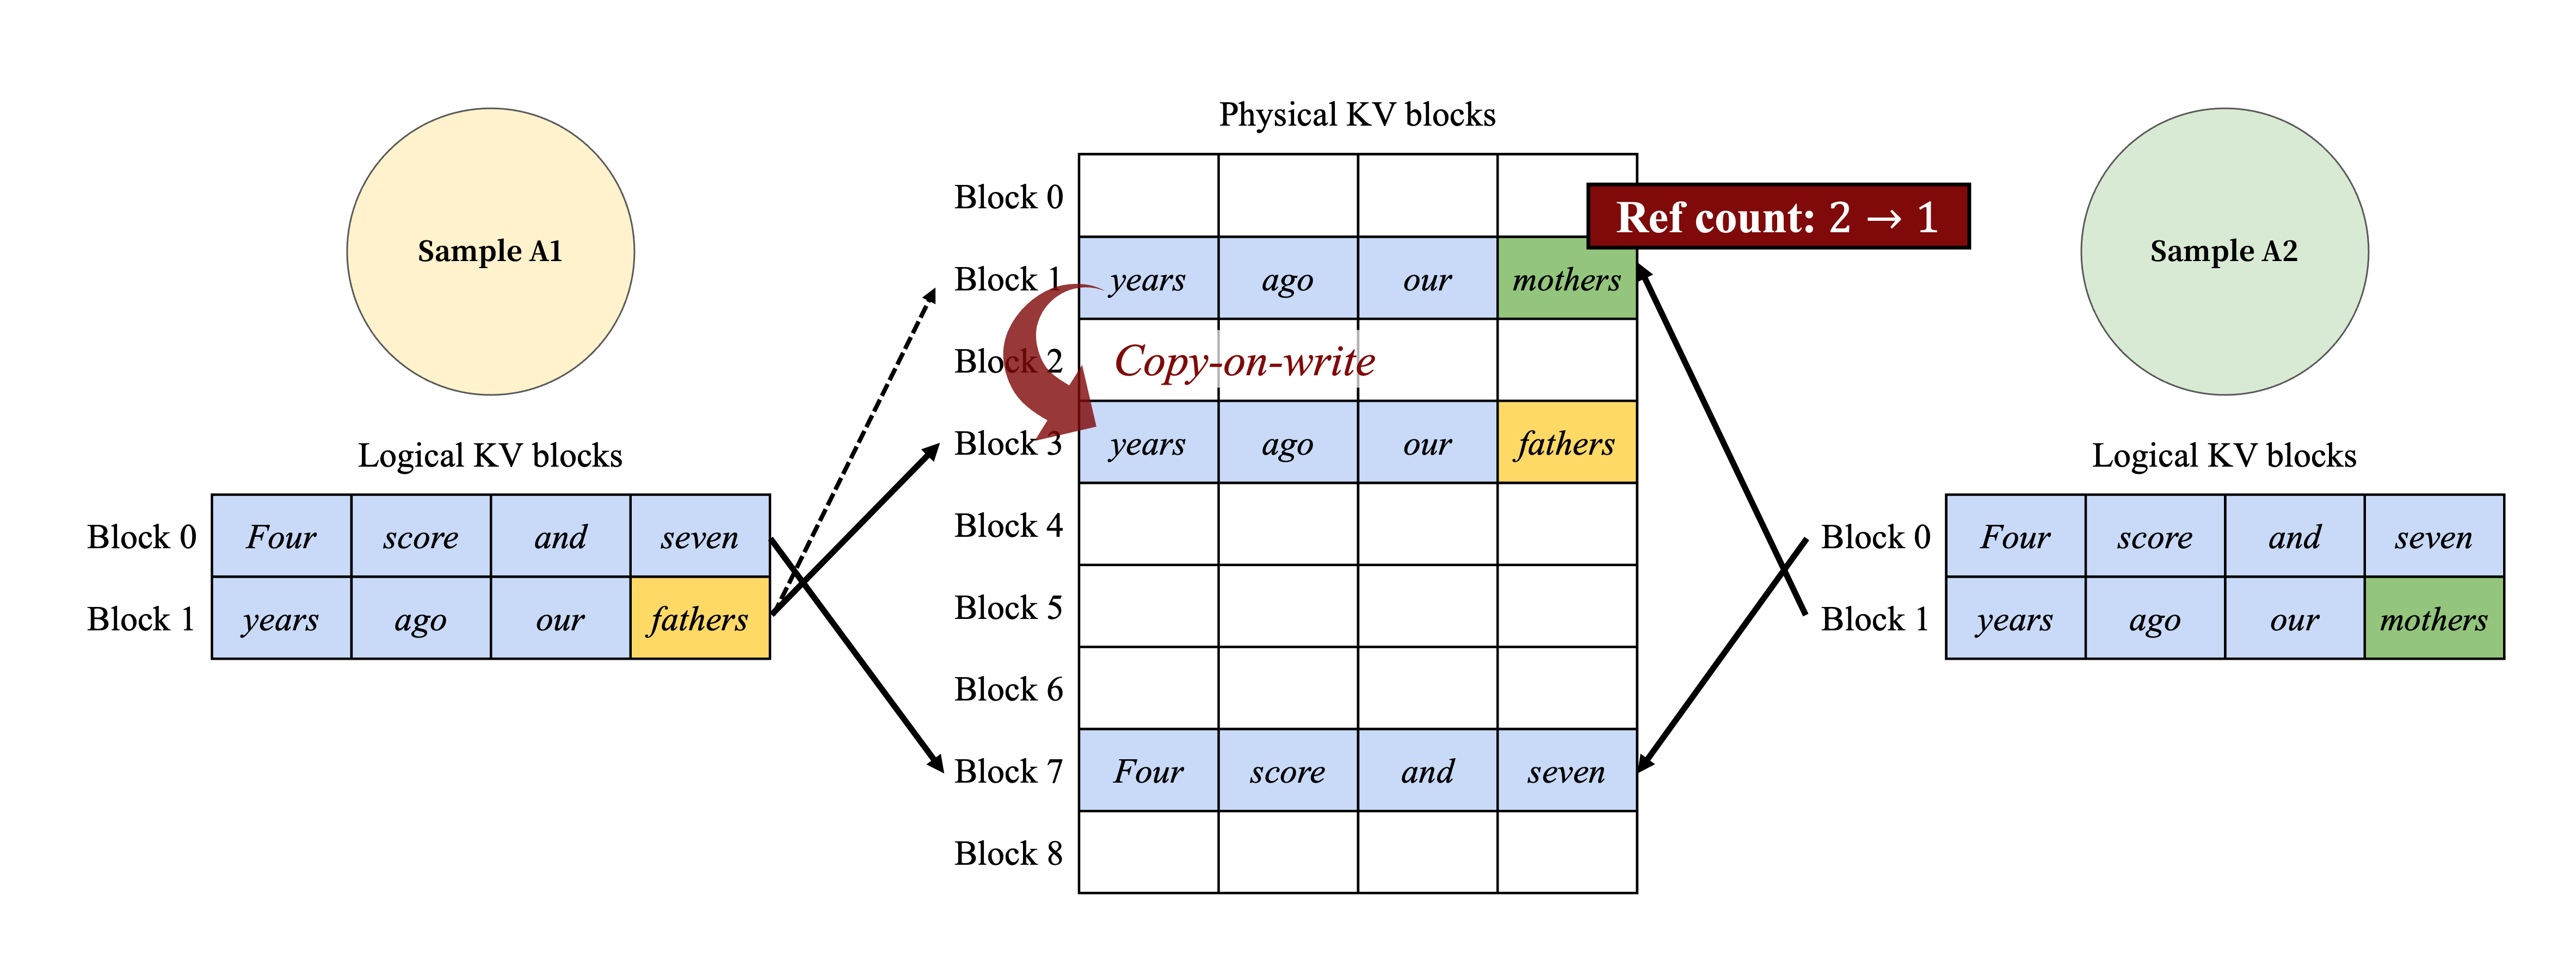 Physical KV blocks
Sample A1
Sample A2
Block 0
Ref count: 2 → 1
Block 1 years ago our mothers
Block 2 Copy-on-write
Block 3 years ago our fathers
Block 4
Block 5
Block 6
Block 7 Four score and seven
Block 8
Logical KV blocks
Block 0 Four score and seven
Block 1 years ago our fathers
Logical KV blocks
Block 0 Four score and seven
Block 1 years ago our mothers